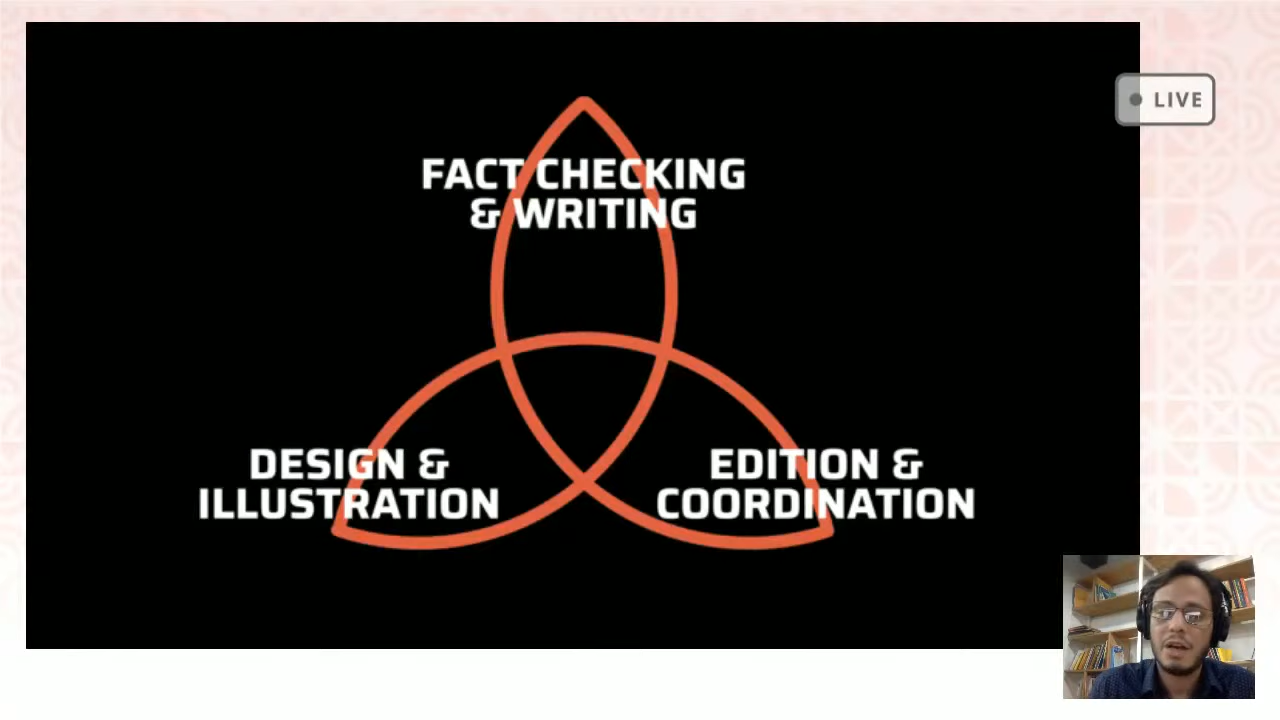 LIVE
FACT CHECKING
& WRITING
DESIGN &
ILLUSTRATION
EDITION &
COORDINATION